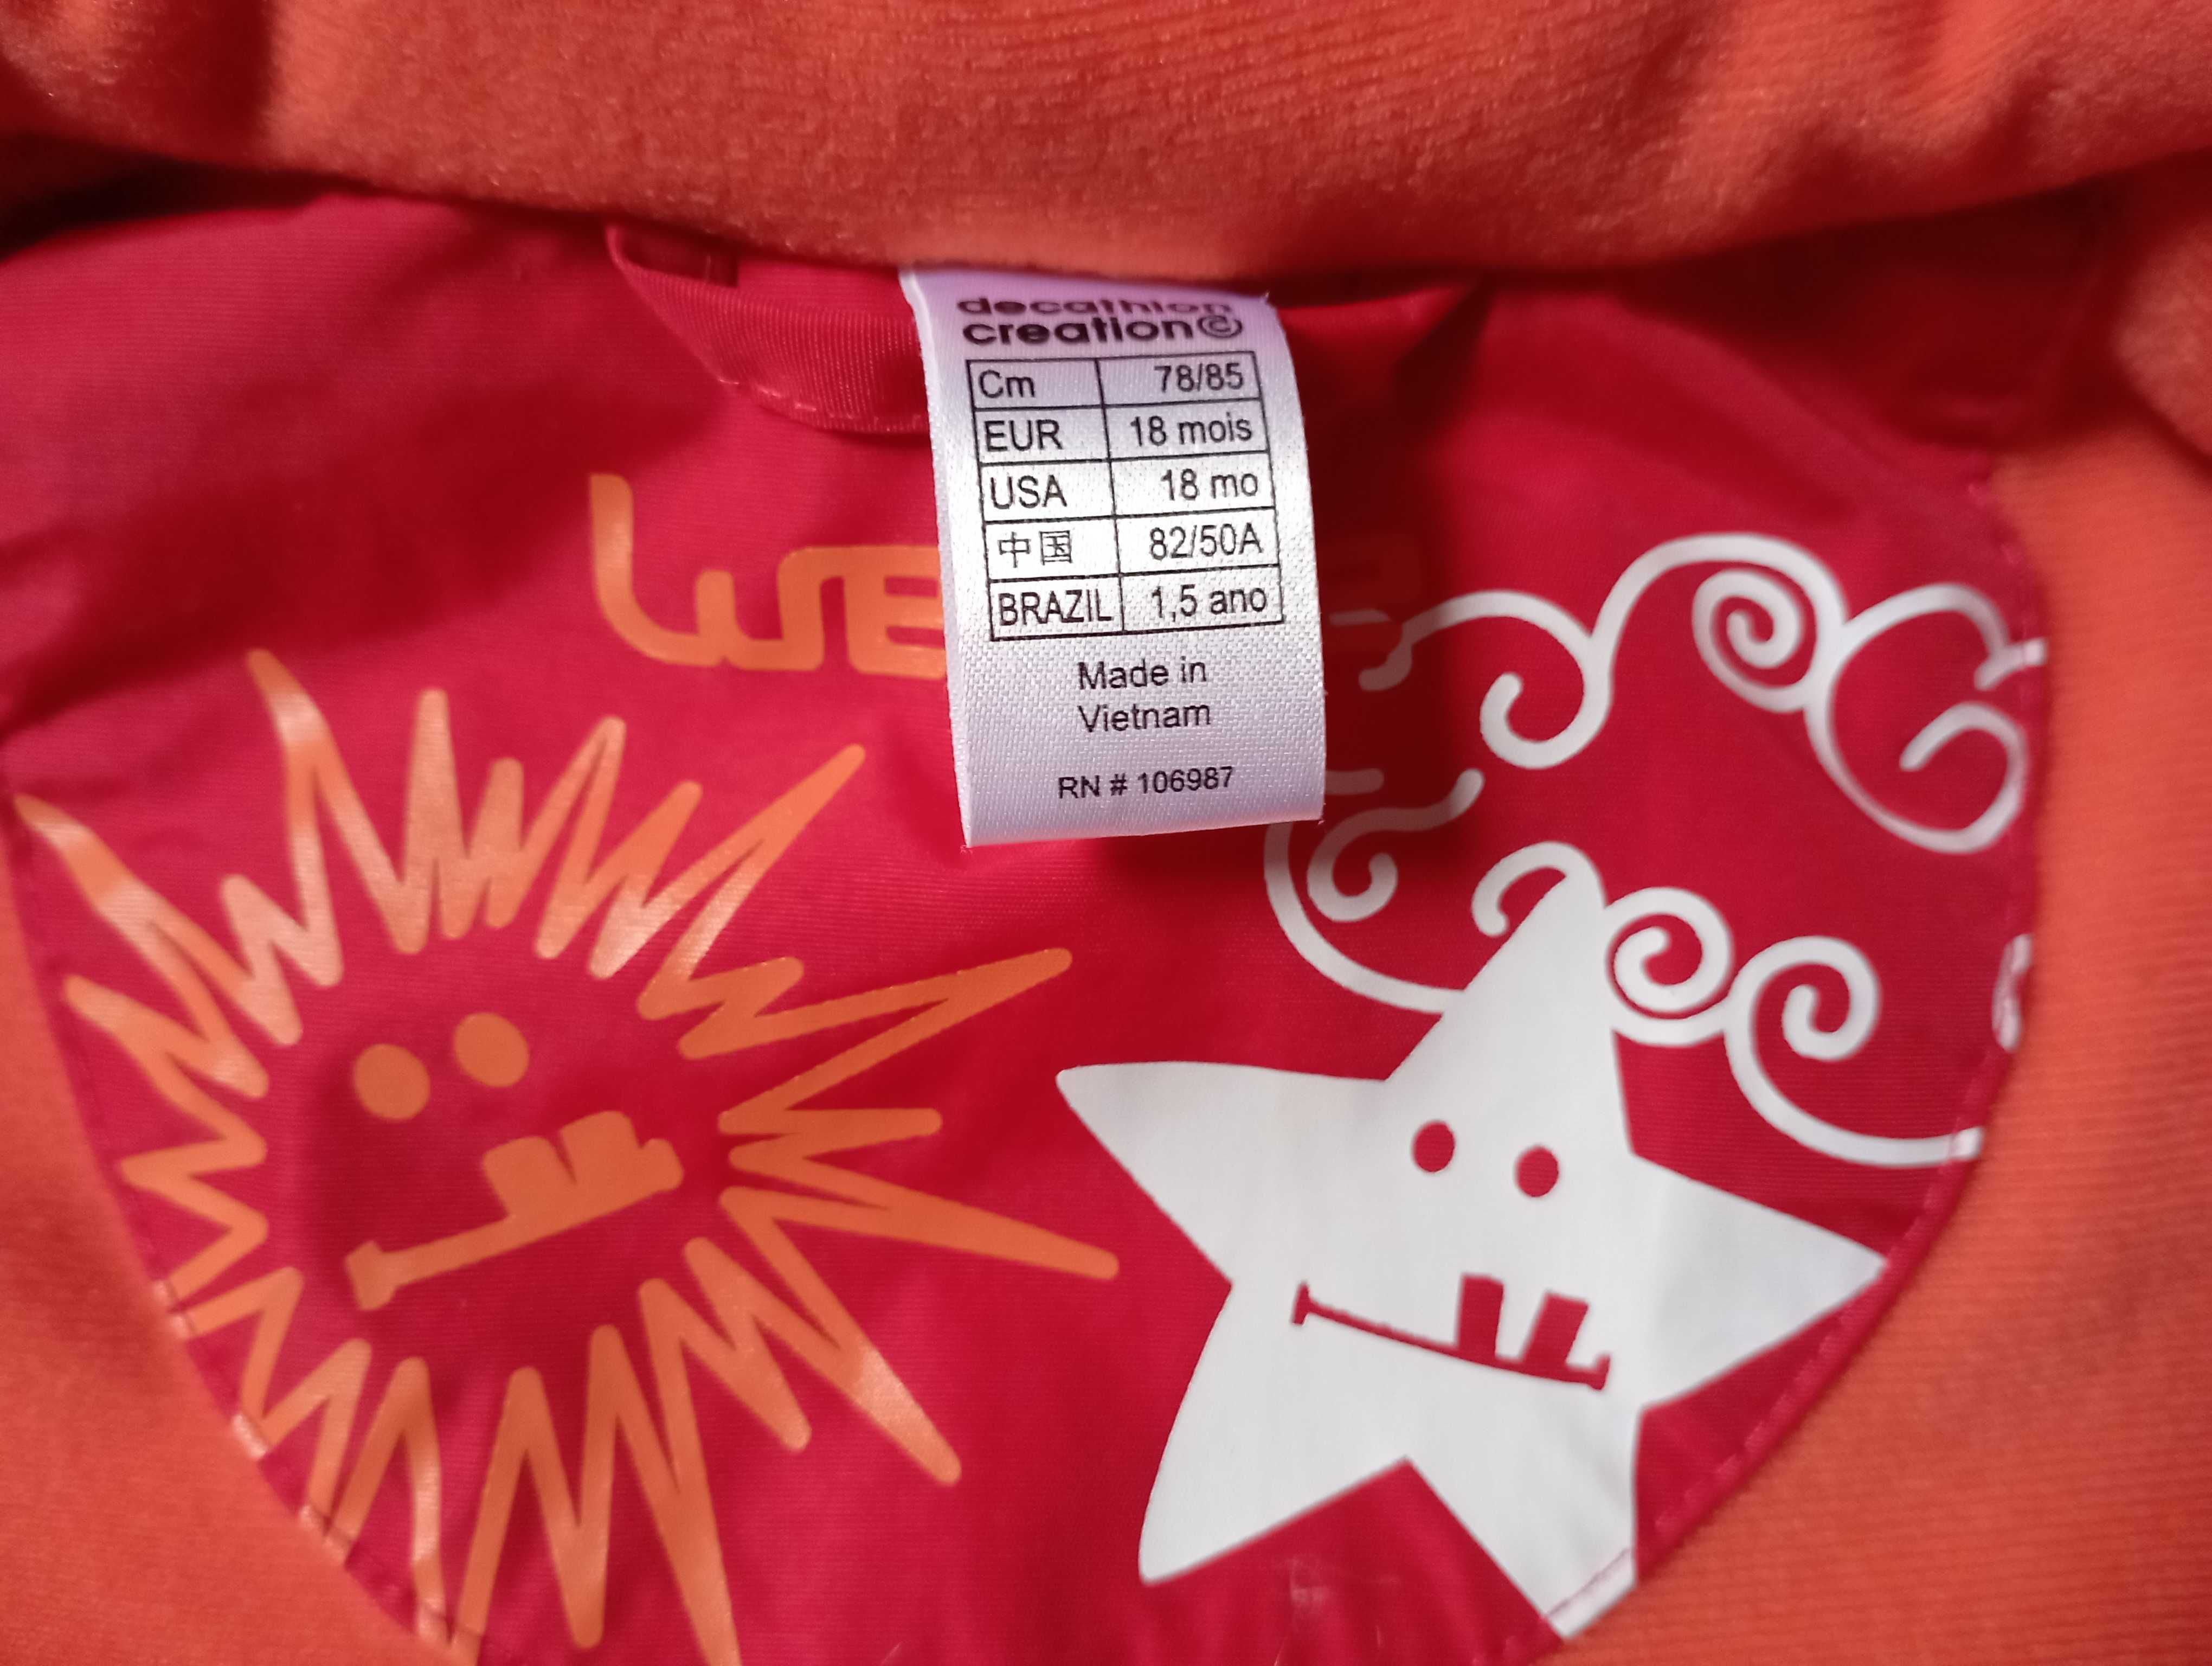 decathlon
creation©
Cm 78/85
EUR 18 mois
USA 18 mo
中国 82/50A
BRAZIL 1,5 ano
Made in
Vietnam
RN # 106987